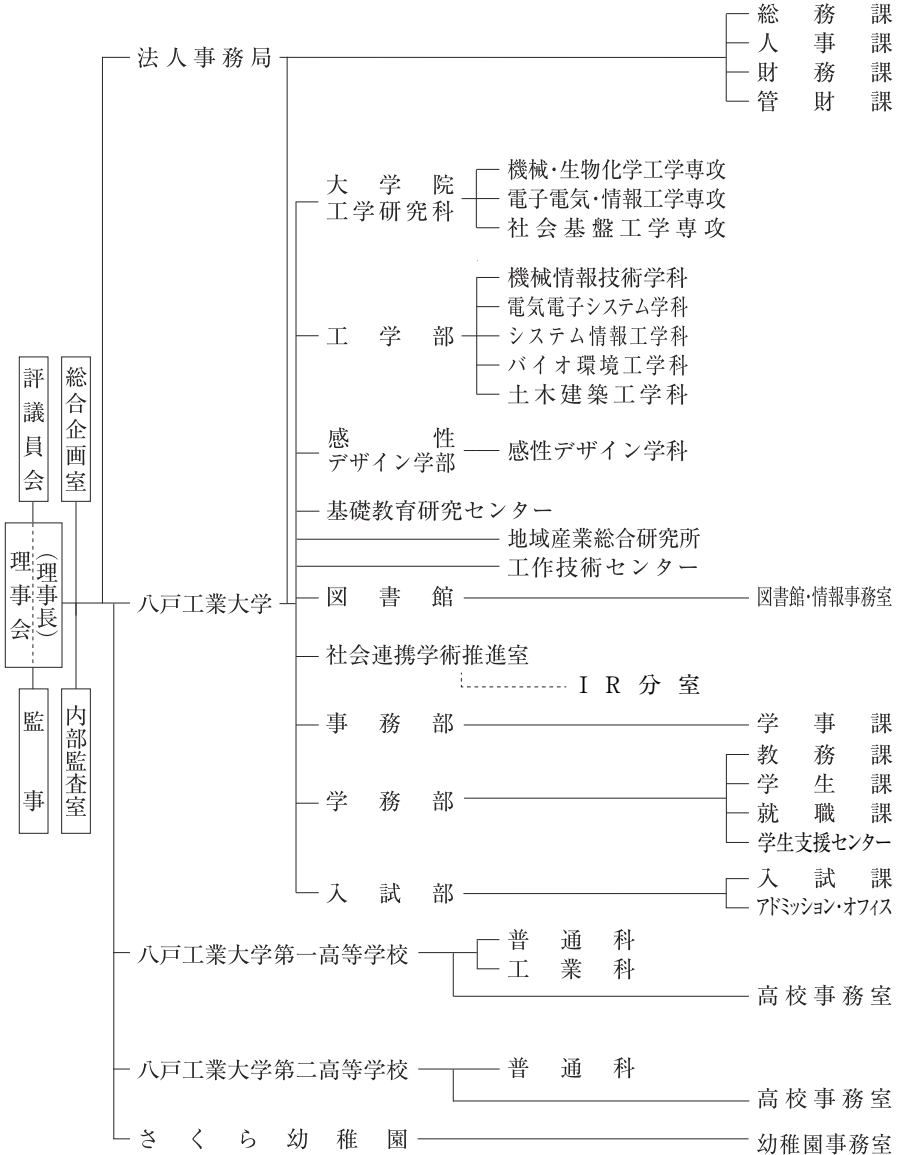 評議員会
総合企画室
理事会
(理事長)
監事
内部監査室
法人事務局
総務課
人事課
財務課
管財課
八戸工業大学
大学院
工学研究科
機械・生物化学工学専攻
電子電気・情報工学専攻
社会基盤工学専攻
工学部
機械情報技術学科
電気電子システム学科
システム情報工学科
バイオ環境工学科
土木建築工学科
感性
デザイン学部
感性デザイン学科
基礎教育研究センター
地域産業総合研究所
工作技術センター
図書館
図書館・情報事務室
社会連携学術推進室
IR分室
事務部
学事課
学務部
教務課
学生課
就職課
学生支援センター
入試部
入試課
アドミッション・オフィス
八戸工業大学第一高等学校
普通科
工業科
高校事務室
八戸工業大学第二高等学校
普通科
高校事務室
さくら幼稚園
幼稚園事務室